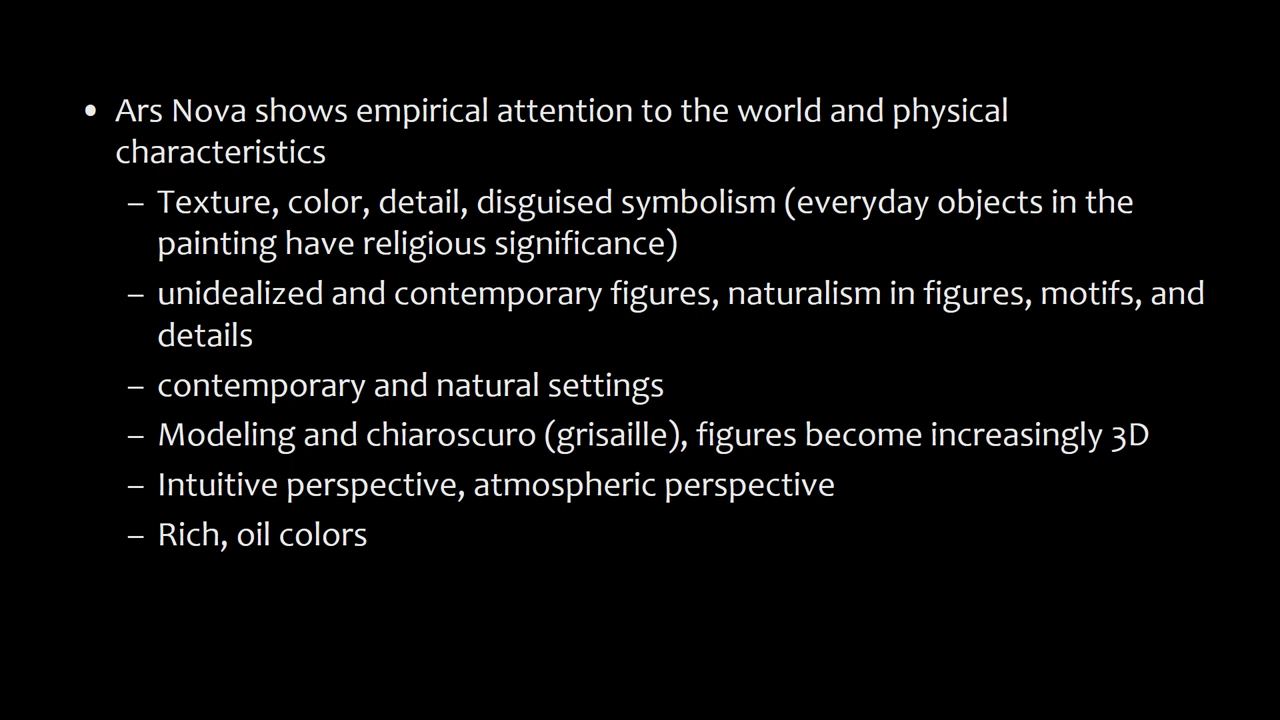 • Ars Nova shows empirical attention to the world and physical
characteristics
– Texture, color, detail, disguised symbolism (everyday objects in the
painting have religious significance)
– unidealized and contemporary figures, naturalism in figures, motifs, and
details
– contemporary and natural settings
– Modeling and chiaroscuro (grisaille), figures become increasingly 3D
– Intuitive perspective, atmospheric perspective
– Rich, oil colors